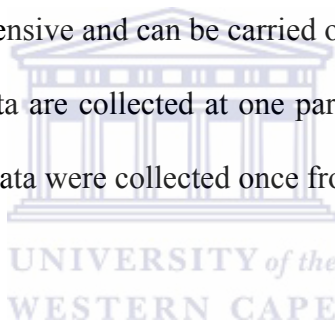 ensive and can be carried o
ta are collected at one par
ata were collected once fro
UNIVERSITY of the
WESTERN CAPE